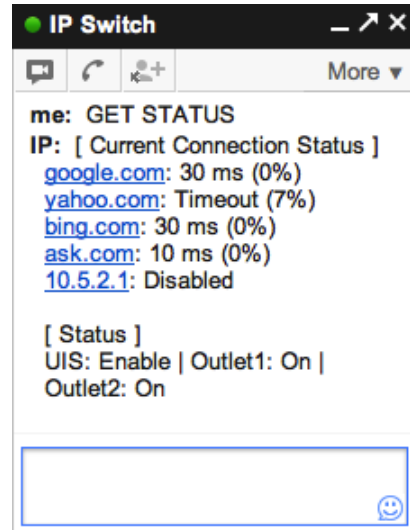 IP Switch
More
me: GET STATUS
IP: [ Current Connection Status ]
google.com: 30 ms (0%)
yahoo.com: Timeout (7%)
bing.com: 30 ms (0%)
ask.com: 10 ms (0%)
10.5.2.1: Disabled
[ Status ]
UIS: Enable | Outlet1: On |
Outlet2: On